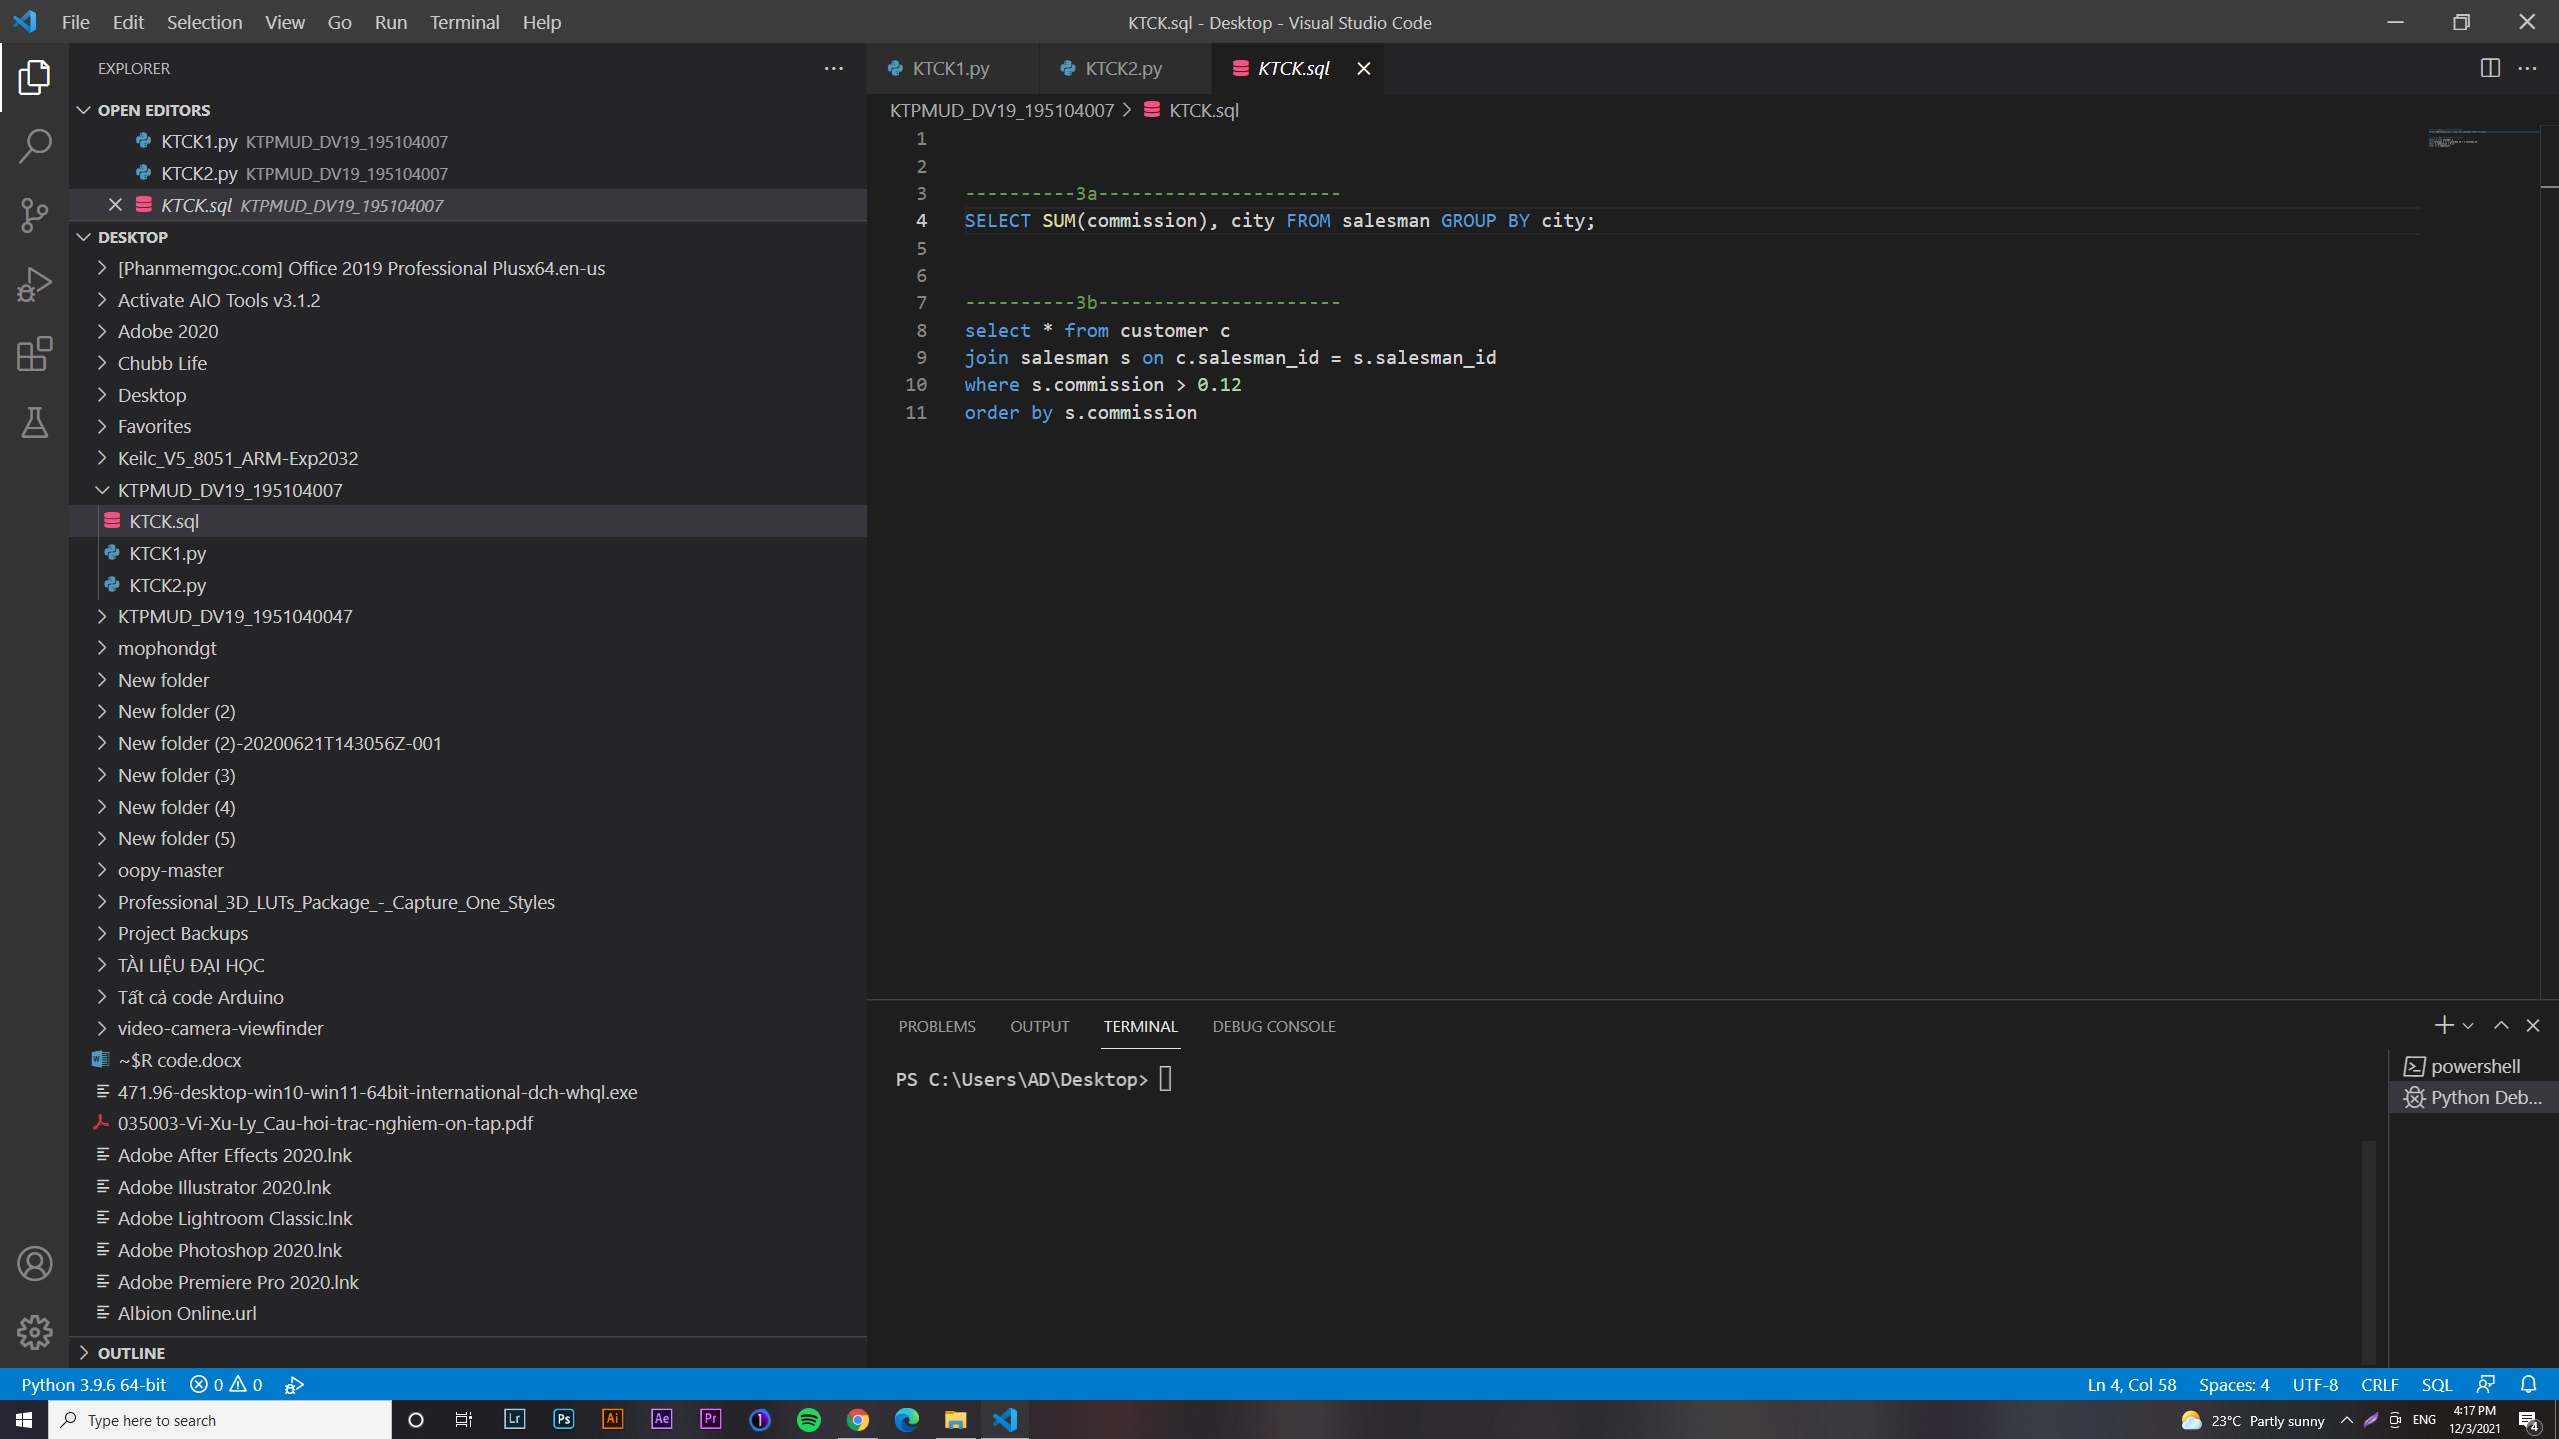 File Edit Selection View Go Run Terminal Help
KTCK.sql - Desktop - Visual Studio Code
EXPLORER
OPEN EDITORS
KTCK1.py KTPMUD_DV19_195104007
KTCK2.py KTPMUD_DV19_195104007
KTCK.sql KTPMUD_DV19_195104007
DESKTOP
[Phanmemgoc.com] Office 2019 Professional Plusx64.en-us
Activate AIO Tools v3.1.2
Adobe 2020
Chubb Life
Desktop
Favorites
Keilc_V5_8051_ARM-Exp2032
KTPMUD_DV19_195104007
KTCK.sql
KTCK1.py
KTCK2.py
KTPMUD_DV19_1951040047
mophondgt
New folder
New folder (2)
New folder (2)-20200621T143056Z-001
New folder (3)
New folder (4)
New folder (5)
oopy-master
Professional_3D_LUTs_Package_-_Capture_One_Styles
Project Backups
TÀI LIỆU ĐẠI HỌC
Tất cả code Arduino
video-camera-viewfinder
~$R code.docx
471.96-desktop-win10-win11-64bit-international-dch-whql.exe
035003-Vi-Xu-Ly_Cau-hoi-trac-nghiem-on-tap.pdf
Adobe After Effects 2020.lnk
Adobe Illustrator 2020.lnk
Adobe Lightroom Classic.lnk
Adobe Photoshop 2020.lnk
Adobe Premiere Pro 2020.lnk
Albion Online.url
OUTLINE
KTCK1.py KTCK2.py KTCK.sql
KTPMUD_DV19_195104007 > KTCK.sql
1
2
3 ----------3a----------------------
4 SELECT SUM(commission), city FROM salesman GROUP BY city;
5
6
7 ----------3b----------------------
8 select * from customer c
9 join salesman s on c.salesman_id = s.salesman_id
10 where s.commission > 0.12
11 order by s.commission
PROBLEMS OUTPUT TERMINAL DEBUG CONSOLE
PS C:\Users\AD\Desktop>
powershell
Python Deb...
Python 3.9.6 64-bit 0 0
Ln 4, Col 58 Spaces: 4 UTF-8 CRLF SQL
Type here to search
Lr Ps Ai Ae Pr
23°C Partly sunny ENG
4:17 PM
12/3/2021
4